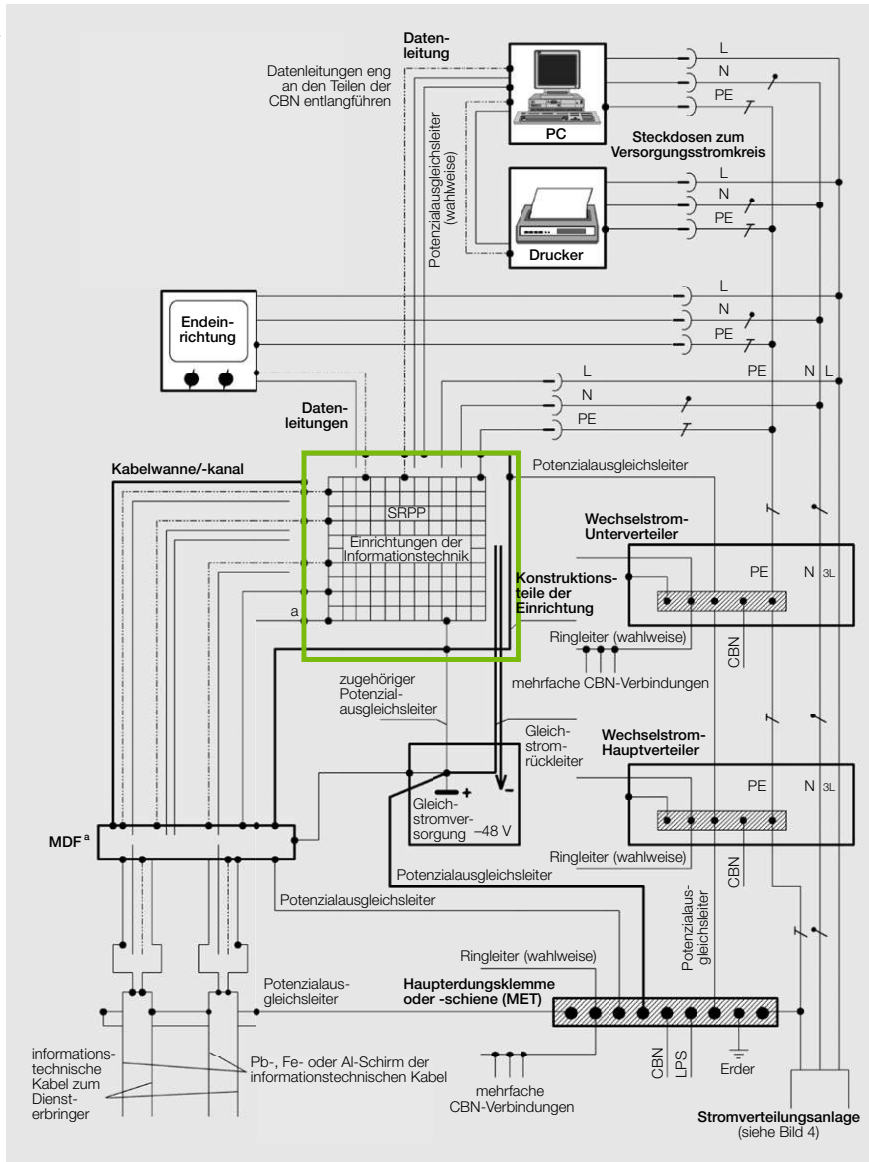 Daten-
leitung
Datenleitungen eng
an den Teilen der
CBN entlangführen
Potenzialausgleichsleiter
(wahlweise)
PC
L
N
PE
Steckdosen zum
Versorgungsstromkreis
L
N
PE
Drucker
Endein-
richtung
L
N
PE
L
PE
N
L
N
PE
Daten-
leitungen
Kabelwanne/-kanal
Potenzialausgleichsleiter
SRPP
Einrichtungen der
Informationstechnik
Wechselstrom-
Unterverteiler
PE
N
3L
Konstruktions-
teile der
Einrichtung
a
Ringleiter (wahlweise)
CBN
mehrfache CBN-Verbindungen
zugehöriger
Potenzial-
ausgleichsleiter
Gleich-
strom-
rückleiter
Wechselstrom-
Hauptverteiler
PE
N
3L
+
–
Gleich-
stromver-
sorgung
–48 V
MDF a
Ringleiter (wahlweise)
CBN
Potenzialausgleichsleiter
Potenzialausgleichsleiter
Potenzialaus-
gleichsleiter
Ringleiter (wahlweise)
Potenzialaus-
gleichsleiter
Haupterdungsklemme
oder -schiene (MET)
informations-
technische
Kabel zum
Dienst-
erbringer
Pb-, Fe- oder Al-Schirm der
informationstechnischen Kabel
mehrfache
CBN-Verbindungen
CBN
LPS
Erder
Stromverteilungsanlage
(siehe Bild 4)